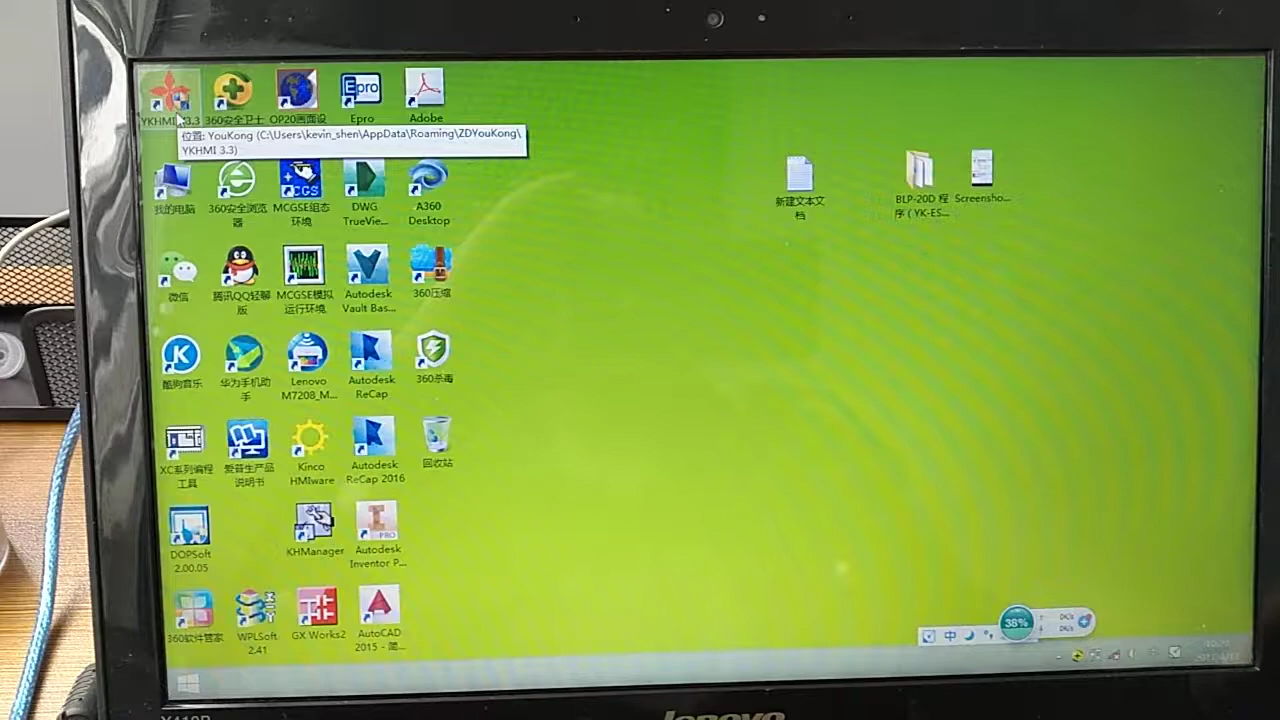 YKHMI 3.3
360安全卫士
OP20画面设
Epro
Epro
Adobe
位置: YouKong (C:\Users\kevin_shen\AppData\Roaming\ZDYouKong\
YKHMI 3.3)
我的电脑
360安全浏览
器
CGS
MCGSE组态
环境
DWG
TrueVie...
A360
Desktop
新建文本文
档
BLP-20D 程
序 ( YK-ES...
Screensho...
微信
腾讯QQ轻聊
版
MCGSE模拟
运行环境
Autodesk
Vault Bas...
360压缩
K
酷狗音乐
华为手机助
手
Lenovo
M7208_M...
Autodesk
ReCap
360杀毒
XC系列编程
工具
爱普生产品
说明书
Kinco
HMIware
Autodesk
ReCap 2016
回收站
DOPSoft
2.00.05
KHManager
PRO
Autodesk
Inventor P...
360软件管家
WPLSoft
2.41
GX Works2
AutoCAD
2015 - 简...
中
38%
0K/s
0K/s
lenovo